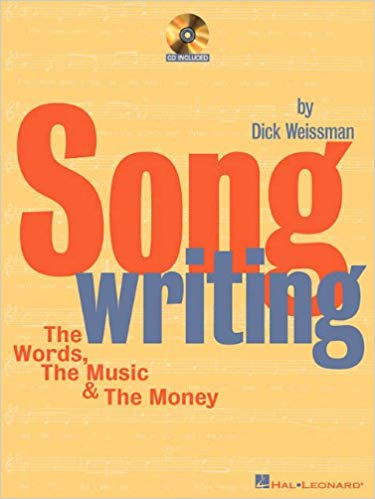 CD INCLUDED
by
Dick Weissman
Song
writing
The
Words,
The Music
& The Money
HAL•LEONARD®